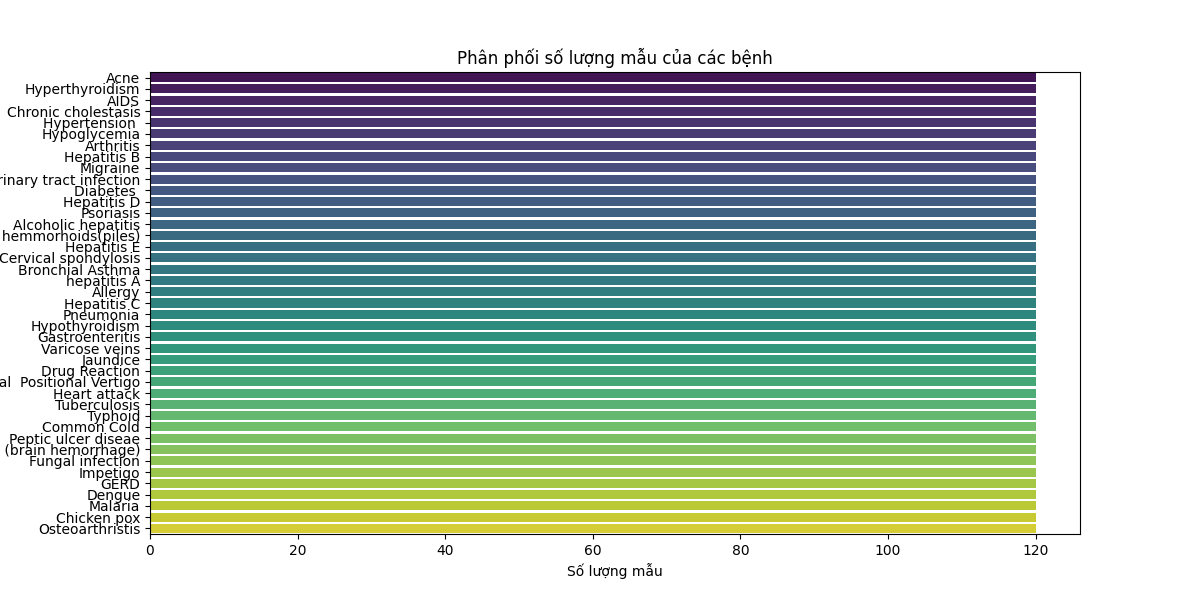 Phân phối số lượng mẫu của các bệnh
Acne
Hyperthyroidism
AIDS
Chronic cholestasis
Hypertension
Hypoglycemia
Arthritis
Hepatitis B
Migraine
rinary tract infection
Diabetes
Hepatitis D
Psoriasis
Alcoholic hepatitis
hemmorhoids(piles)
Hepatitis E
Cervical spondylosis
Bronchial Asthma
hepatitis A
Allergy
Hepatitis C
Pneumonia
Hypothyroidism
Gastroenteritis
Varicose veins
Jaundice
Drug Reaction
al  Positional Vertigo
Heart attack
Tuberculosis
Typhoid
Common Cold
Peptic ulcer diseae
(brain hemorrhage)
Fungal infection
Impetigo
GERD
Dengue
Malaria
Chicken pox
Osteoarthristis
0 20 40 60 80 100 120
Số lượng mẫu